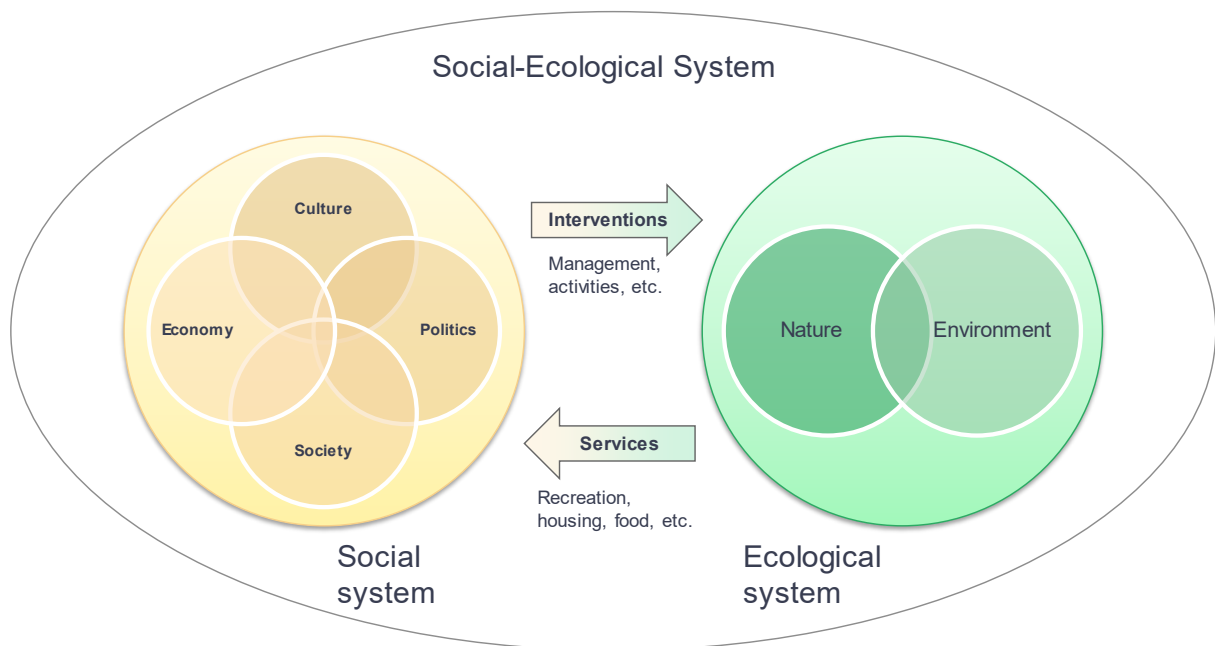 Social-Ecological System
Culture
Economy
Politics
Society
Interventions
Management,
activities, etc.
Services
Recreation,
housing, food, etc.
Nature
Environment
Social
system
Ecological
system